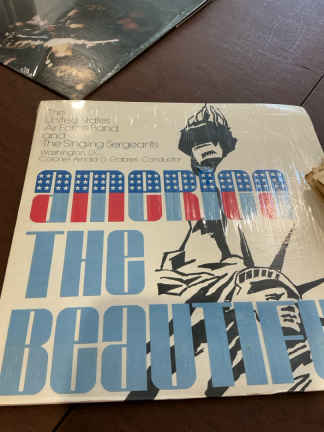 The
United States
Air Force Band
and
The Singing Sergeants
Washington, D.C.
Colonel Arnald D. Gabriel, Conductor
america
THE
BEAUTIFU